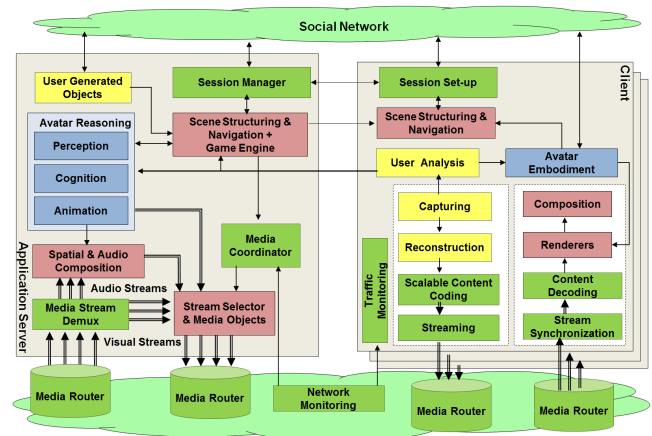 Social Network
User Generated
Objects
Session Manager
Session Set-up
Client
Avatar Reasoning
Scene Structuring &
Navigation +
Game Engine
Scene Structuring &
Navigation
Perception
Cognition
Animation
User Analysis
Avatar
Embodiment
Capturing
Composition
Reconstruction
Renderers
Application Server
Spatial & Audio
Composition
Media
Coordinator
Traffic
Monitoring
Scalable Content
Coding
Content
Decoding
Audio Streams
Media Stream
Demux
Stream Selector
& Media Objects
Streaming
Stream
Synchronization
Visual Streams
Media Router
Media Router
Network
Monitoring
Media Router
Media Router